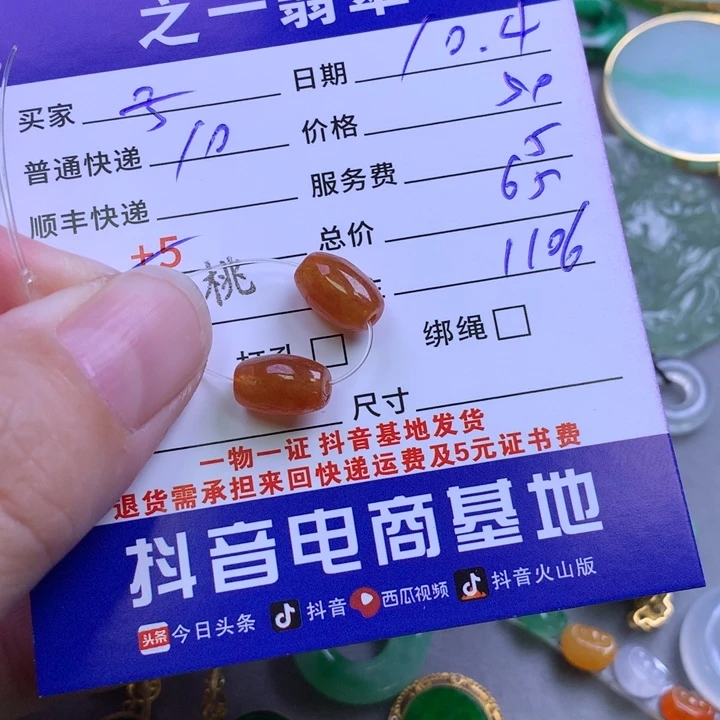 之一翡翠
买家 5 日期 10.4
普通快递 10 价格 50
顺丰快递 服务费 5
+5 总价 65
桃 1106
打孔 □ 绑绳 □
尺寸
一物一证 抖音基地发货
退货需承担来回快递运费及5元证书费
抖音电商基地
头条 今日头条 抖音 西瓜视频 抖音火山版